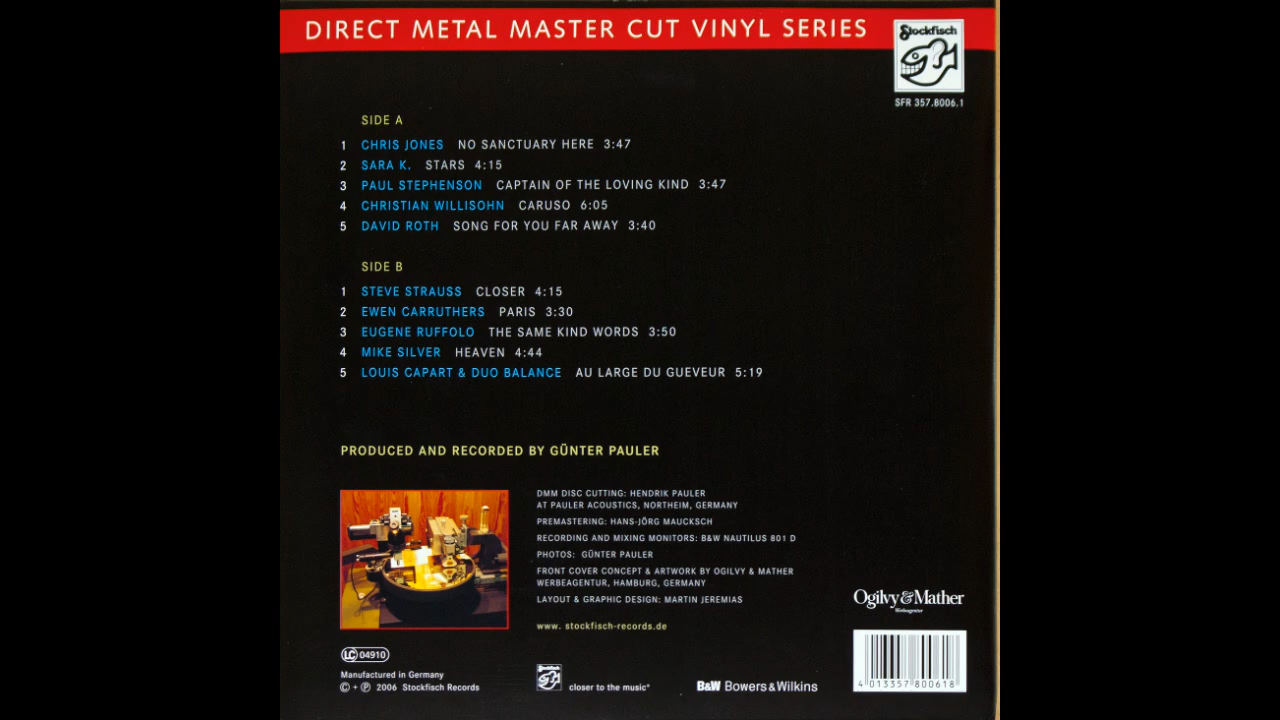 DIRECT METAL MASTER CUT VINYL SERIES
Stockfisch
SFR 357.8006.1
SIDE A
1 CHRIS JONES NO SANCTUARY HERE 3:47
2 SARA K. STARS 4:15
3 PAUL STEPHENSON CAPTAIN OF THE LOVING KIND 3:47
4 CHRISTIAN WILLISOHN CARUSO 6:05
5 DAVID ROTH SONG FOR YOU FAR AWAY 3:40
SIDE B
1 STEVE STRAUSS CLOSER 4:15
2 EWEN CARRUTHERS PARIS 3:30
3 EUGENE RUFFOLO THE SAME KIND WORDS 3:50
4 MIKE SILVER HEAVEN 4:44
5 LOUIS CAPART & DUO BALANCE AU LARGE DU GUEVEUR 5:19
PRODUCED AND RECORDED BY GÜNTER PAULER
DMM DISC CUTTING: HENDRIK PAULER
AT PAULER ACOUSTICS, NORTHEIM, GERMANY
PREMASTERING: HANS-JÖRG MAUCKSCH
RECORDING AND MIXING MONITORS: B&W NAUTILUS 801 D
PHOTOS: GÜNTER PAULER
FRONT COVER CONCEPT & ARTWORK BY OGILVY & MATHER
WERBEAGENTUR, HAMBURG, GERMANY
LAYOUT & GRAPHIC DESIGN: MARTIN JEREMIAS
www. stockfisch-records.de
Ogilvy & Mather
Werbeagentur
LC 04910
Manufactured in Germany
© + ℗ 2006 Stockfisch Records
Stockfisch
closer to the music*
B&W Bowers & Wilkins
4 013357 800618